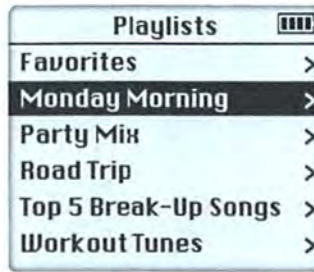 Playlists
Favorites >
Monday Morning >
Party Mix >
Road Trip >
Top 5 Break-Up Songs >
Workout Tunes >